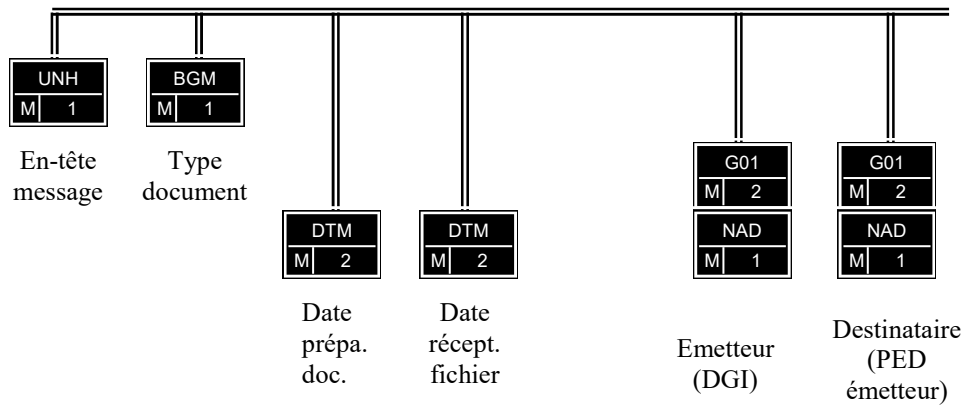 UNH
M 1
En-tête
message
BGM
M 1
Type
document
DTM
M 2
Date
prépa.
doc.
DTM
M 2
Date
récept.
fichier
G01
M 2
NAD
M 1
Emetteur
(DGI)
G01
M 2
NAD
M 1
Destinataire
(PED
émetteur)